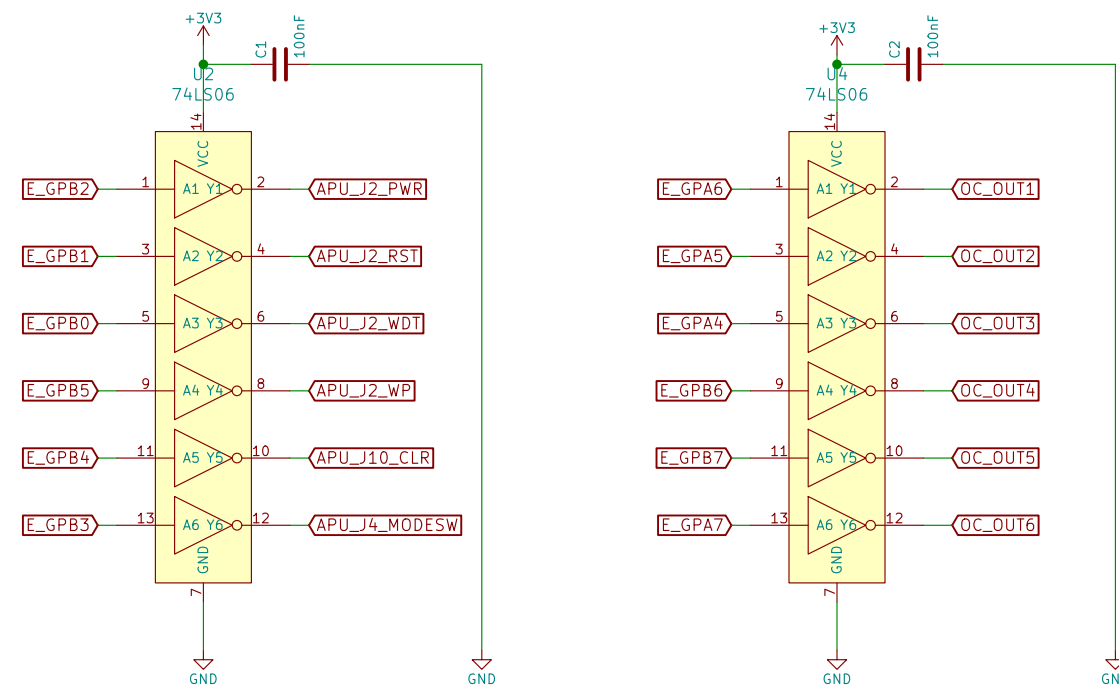 +3V3
C1
100nF
U2
74LS06
14
VCC
E_GPB2 1 A1 Y1 2 APU_J2_PWR
E_GPB1 3 A2 Y2 4 APU_J2_RST
E_GPB0 5 A3 Y3 6 APU_J2_WDT
E_GPB5 9 A4 Y4 8 APU_J2_WP
E_GPB4 11 A5 Y5 10 APU_J10_CLR
E_GPB3 13 A6 Y6 12 APU_J4_MODESW
GND
7
GND
GND
+3V3
C2
100nF
U4
74LS06
14
VCC
E_GPA6 1 A1 Y1 2 OC_OUT1
E_GPA5 3 A2 Y2 4 OC_OUT2
E_GPA4 5 A3 Y3 6 OC_OUT3
E_GPB6 9 A4 Y4 8 OC_OUT4
E_GPB7 11 A5 Y5 10 OC_OUT5
E_GPA7 13 A6 Y6 12 OC_OUT6
GND
7
GND